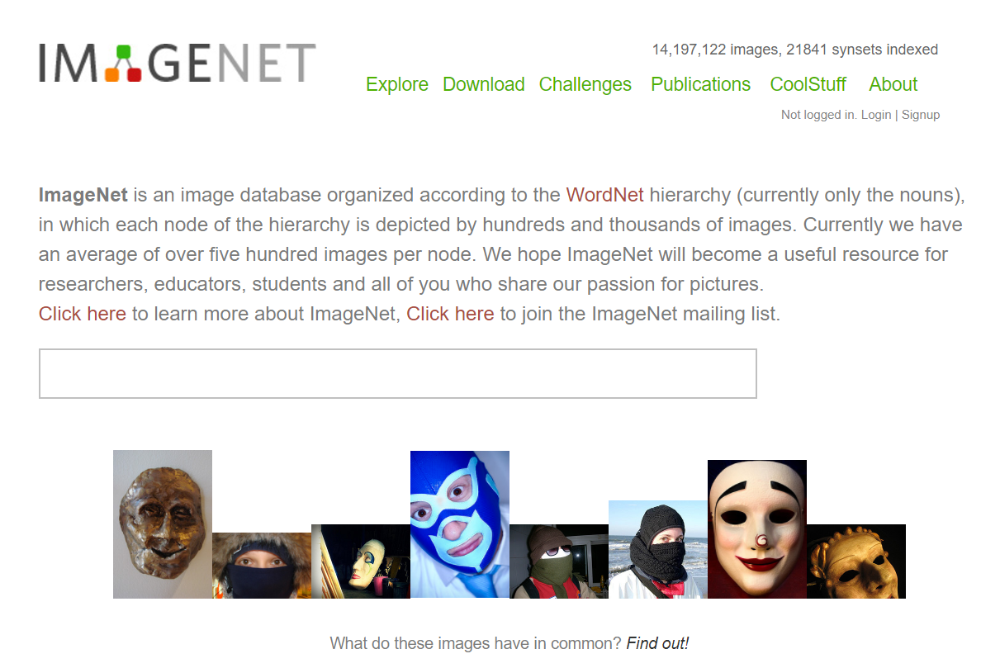 IMAGENET
14,197,122 images, 21841 synsets indexed
Explore Download Challenges Publications CoolStuff About
Not logged in. Login | Signup
ImageNet is an image database organized according to the WordNet hierarchy (currently only the nouns),
in which each node of the hierarchy is depicted by hundreds and thousands of images. Currently we have
an average of over five hundred images per node. We hope ImageNet will become a useful resource for
researchers, educators, students and all of you who share our passion for pictures.
Click here to learn more about ImageNet, Click here to join the ImageNet mailing list.
What do these images have in common? Find out!